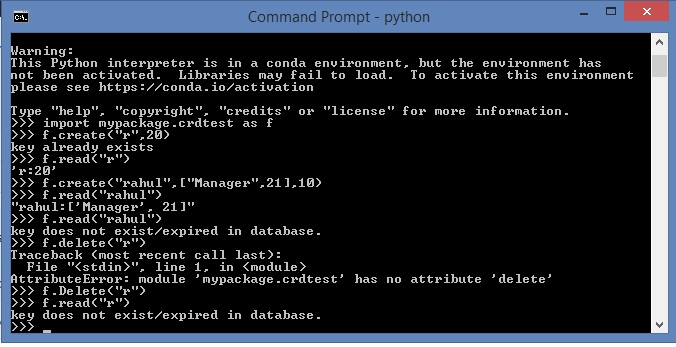 Command Prompt - python
Warning:
This Python interpreter is in a conda environment, but the environment has
not been activated.  Libraries may fail to load.  To activate this environment
please see https://conda.io/activation
Type "help", "copyright", "credits" or "license" for more information.
>>> import mypackage.crdtest as f
>>> f.create("r",20)
key already exists
>>> f.read("r")
'r:20'
>>> f.create("rahul",["Manager",21],10)
>>> f.read("rahul")
"rahul:['Manager', 21]"
>>> f.read("rahul")
key does not exist/expired in database.
>>> f.delete("r")
Traceback (most recent call last):
  File "<stdin>", line 1, in <module>
AttributeError: module 'mypackage.crdtest' has no attribute 'delete'
>>> f.Delete("r")
>>> f.read("r")
key does not exist/expired in database.
>>>